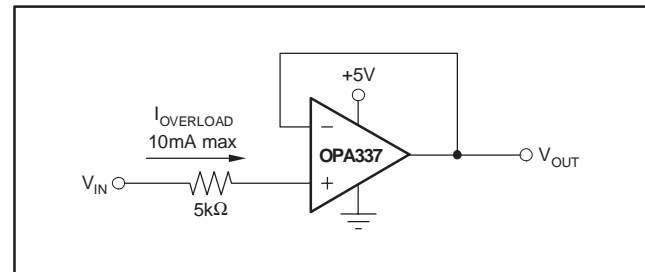 +5V
I_OVERLOAD
10mA max
−
OPA337
V_OUT
V_IN
+
5kΩ